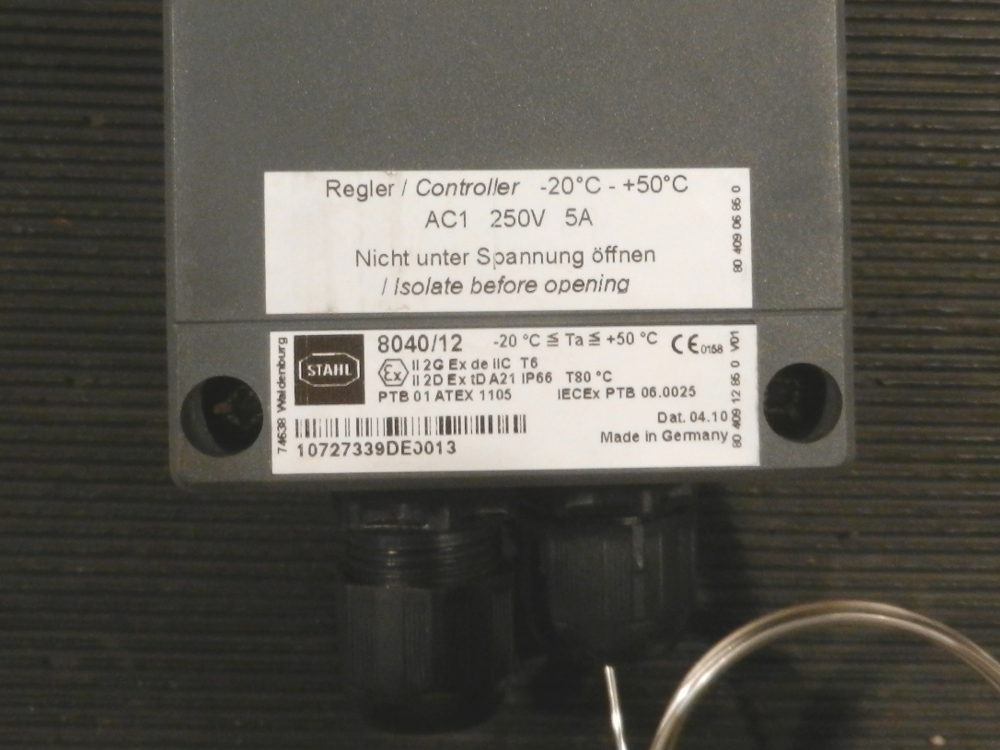 Regler / Controller -20°C - +50°C
AC1 250V 5A
Nicht unter Spannung öffnen
/ Isolate before opening
80 409 06 85 0
74638 Waldenburg
STAHL
8040/12 -20 °C ≦ Ta ≦ +50 °C CE 0158
Ex II 2G Ex de IIC T6
II 2D Ex tD A21 IP66 T80 °C
PTB 01 ATEX 1105 IECEx PTB 06.0025
Dat. 04.10
Made in Germany
10727339DE0013
80 409 12 85 0 V01